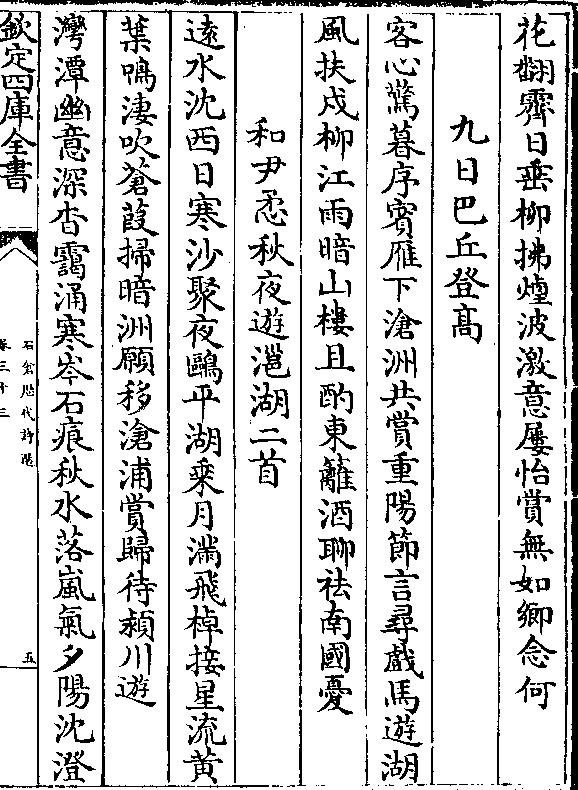 花翻霽日垂柳拂煙波激意屢怡賞無如鄉念何
九日巴丘登高
客心驚暮序賓雁下滄洲共賞重陽節言尋戲馬遊湖
風扶戍柳江雨暗山樓且酌東籬酒聊祛南國憂
和尹懋秋夜遊㴩湖二首
遠水沈西日寒沙聚夜鷗平湖乘月滿飛棹接星流黃
葉鳴淒吹蒼葭掃暗洲願移滄浦賞歸待潁川遊
灣潭幽意深杳靄涌寒岑石痕秋水落嵐氣夕陽沈澄
欽定四庫全書
石倉歷代詩選
卷三十三
五